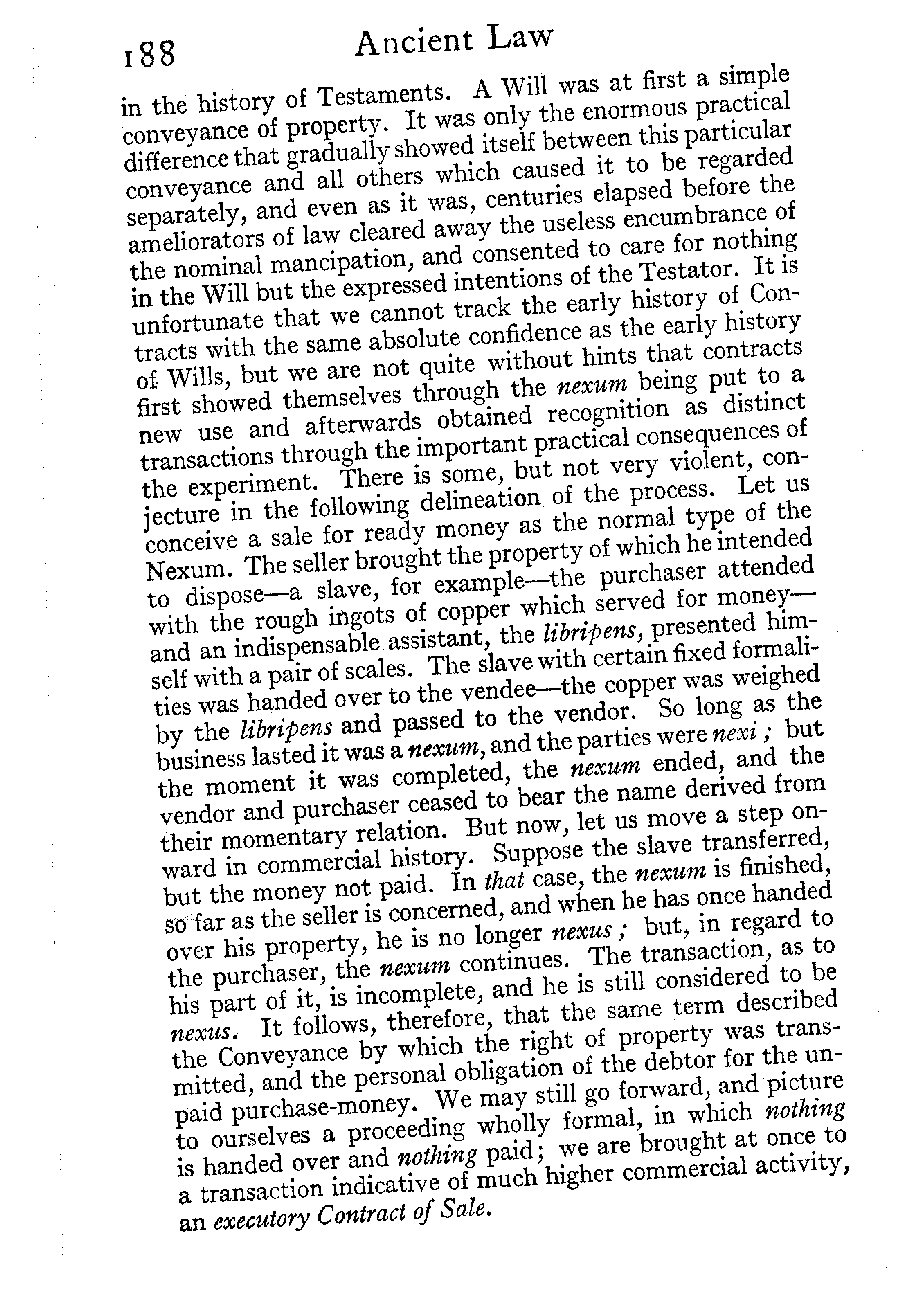 188 Ancient Law
in the history of Testaments. A Will was at first a simple
conveyance of property. It was only the enormous practical
difference that gradually showed itself between this particular
conveyance and all others which caused it to be regarded
separately, and even as it was, centuries elapsed before the
ameliorators of law cleared away the useless encumbrance of
the nominal mancipation, and consented to care for nothing
in the Will but the expressed intentions of the Testator. It is
unfortunate that we cannot track the early history of Con-
tracts with the same absolute confidence as the early history
of Wills, but we are not quite without hints that contracts
first showed themselves through the nexum being put to a
new use and afterwards obtained recognition as distinct
transactions through the important practical consequences of
the experiment. There is some, but not very violent, con-
jecture in the following delineation of the process. Let us
conceive a sale for ready money as the normal type of the
Nexum. The seller brought the property of which he intended
to dispose—a slave, for example—the purchaser attended
with the rough ingots of copper which served for money—
and an indispensable assistant, the libripens, presented him-
self with a pair of scales. The slave with certain fixed formali-
ties was handed over to the vendee—the copper was weighed
by the libripens and passed to the vendor. So long as the
business lasted it was a nexum, and the parties were nexi; but
the moment it was completed, the nexum ended, and the
vendor and purchaser ceased to bear the name derived from
their momentary relation. But now, let us move a step on-
ward in commercial history. Suppose the slave transferred,
but the money not paid. In that case, the nexum is finished,
so far as the seller is concerned, and when he has once handed
over his property, he is no longer nexus; but, in regard to
the purchaser, the nexum continues. The transaction, as to
his part of it, is incomplete, and he is still considered to be
nexus. It follows, therefore, that the same term described
the Conveyance by which the right of property was trans-
mitted, and the personal obligation of the debtor for the un-
paid purchase-money. We may still go forward, and picture
to ourselves a proceeding wholly formal, in which nothing
is handed over and nothing paid; we are brought at once to
a transaction indicative of much higher commercial activity,
an executory Contract of Sale.